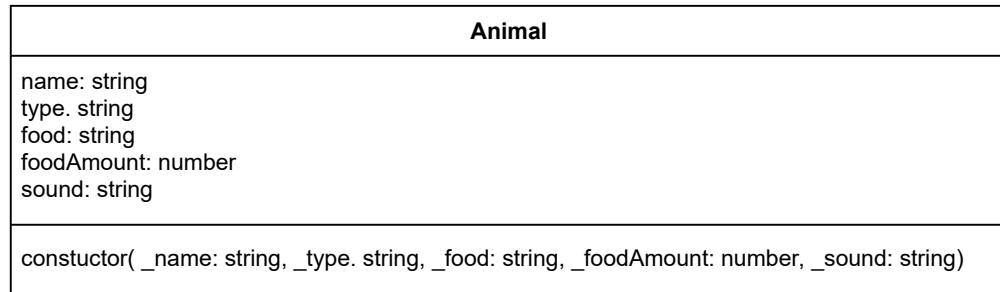 Animal
name: string
type. string
food: string
foodAmount: number
sound: string
constuctor( _name: string, _type. string, _food: string, _foodAmount: number, _sound: string)